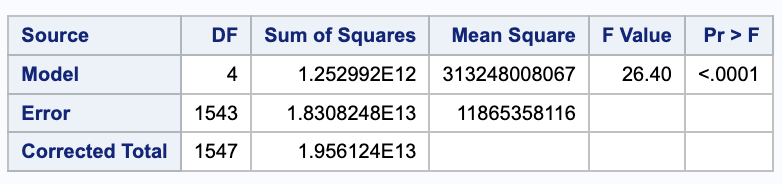 Source DF Sum of Squares Mean Square F Value Pr > F
Model 4 1.252992E12 313248008067 26.40 <.0001
Error 1543 1.8308248E13 11865358116
Corrected Total 1547 1.956124E13